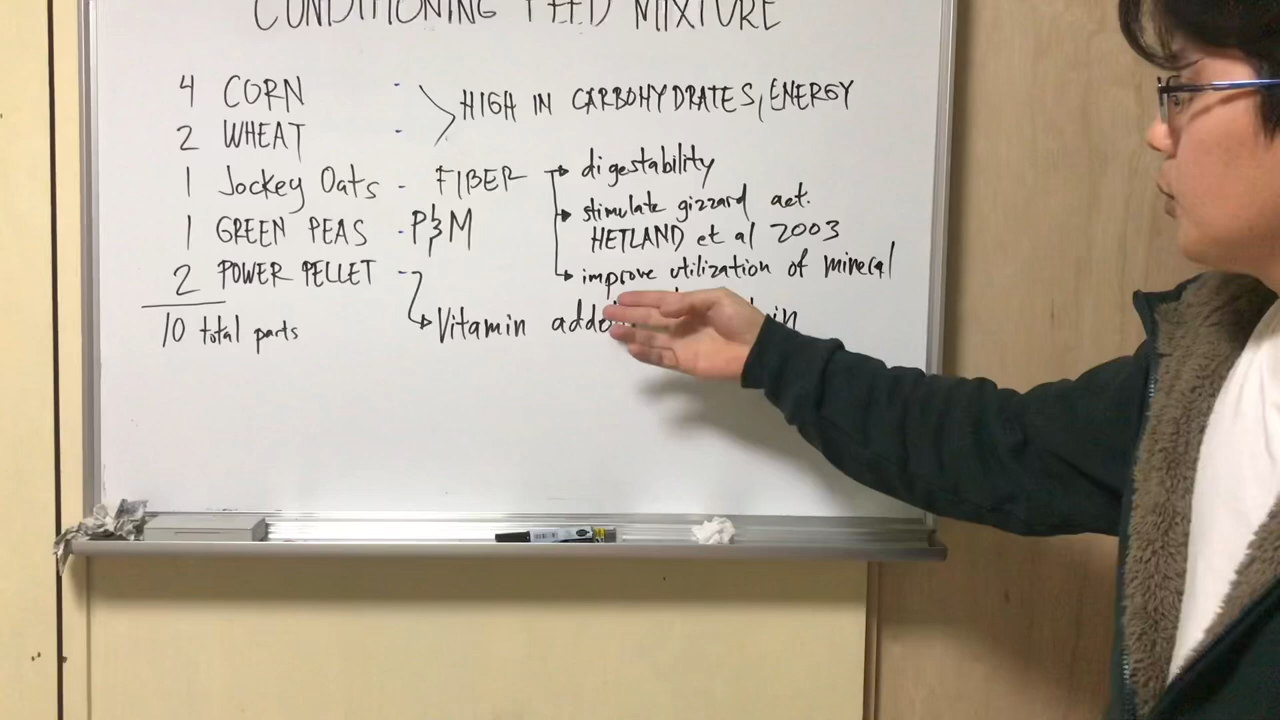 CONDITIONING FEED MIXTURE
4 CORN - HIGH IN CARBOHYDRATES, ENERGY
2 WHEAT -
1 Jockey Oats - FIBER → digestability
→ stimulate gizzard act.
HETLAND et al 2003
→ improve utilization of mineral
1 GREEN PEAS - P&M
2 POWER PELLET -
→ Vitamin
10 total parts